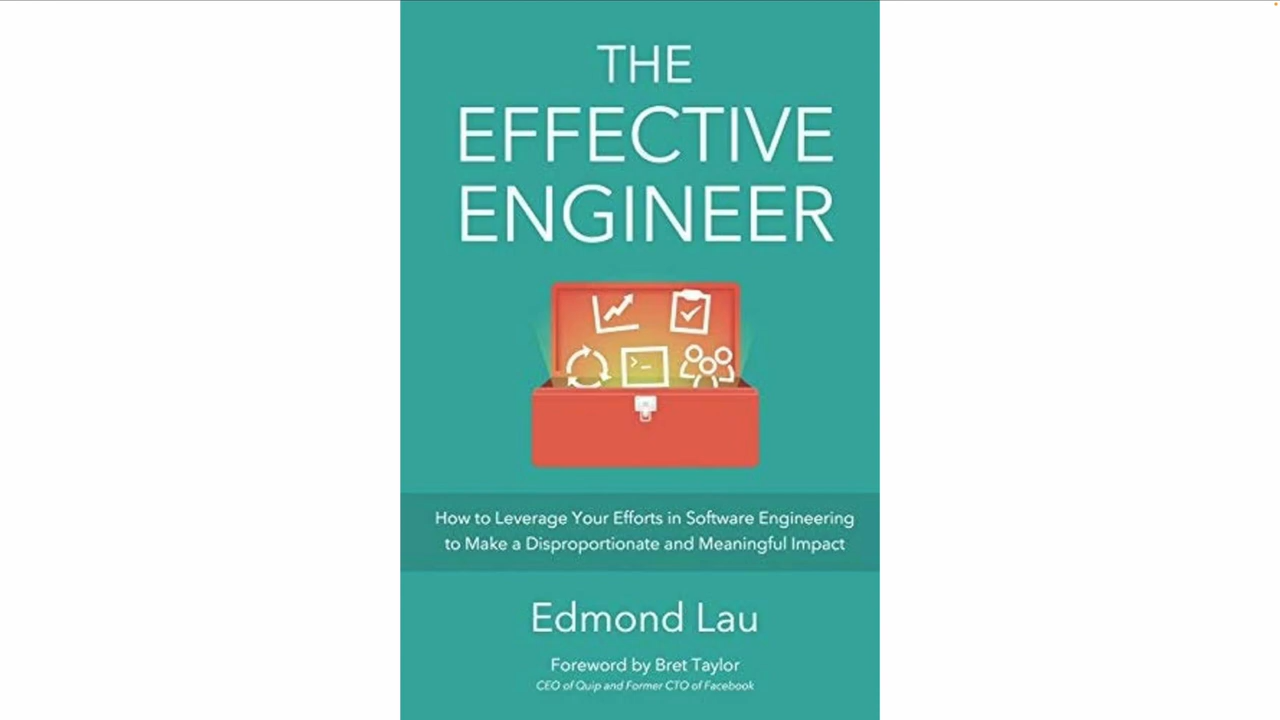 THE
EFFECTIVE
ENGINEER
How to Leverage Your Efforts in Software Engineering
to Make a Disproportionate and Meaningful Impact
Edmond Lau
Foreword by Bret Taylor
CEO of Quip and Former CTO of Facebook